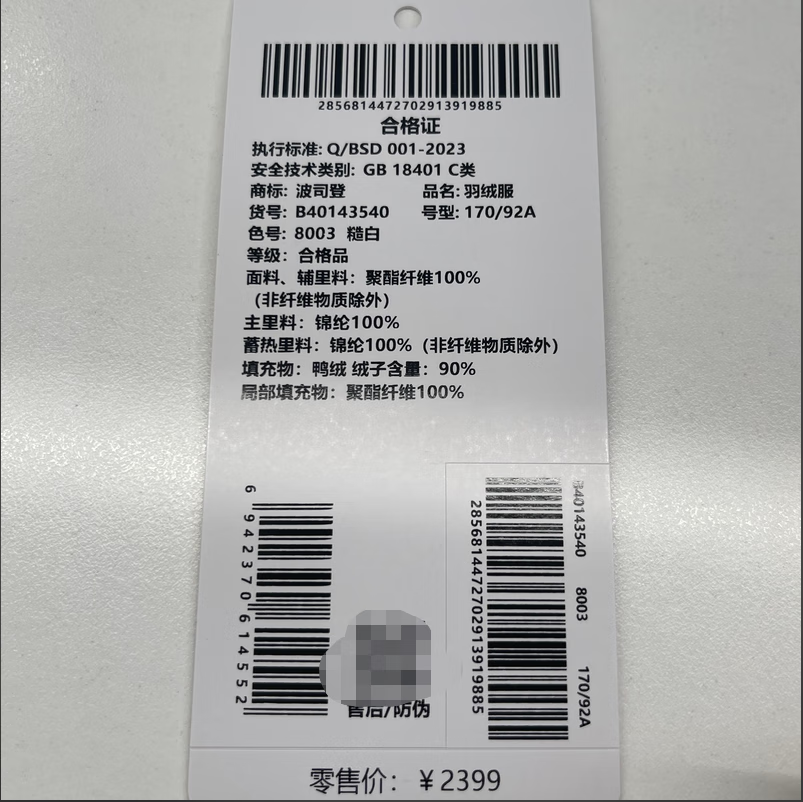 2856814472702913919885
合格证
执行标准: Q/BSD 001-2023
安全技术类别: GB 18401 C类
商标: 波司登 品名: 羽绒服
货号: B40143540 号型: 170/92A
色号: 8003 糙白
等级: 合格品
面料、辅里料: 聚酯纤维100%
(非纤维物质除外)
主里料: 锦纶100%
蓄热里料: 锦纶100% (非纤维物质除外)
填充物: 鸭绒 绒子含量: 90%
局部填充物: 聚酯纤维100%
6 942370 614552
售后/防伪
2856814472702913919885
B40143540 8003 170/92A
零售价: ¥2399